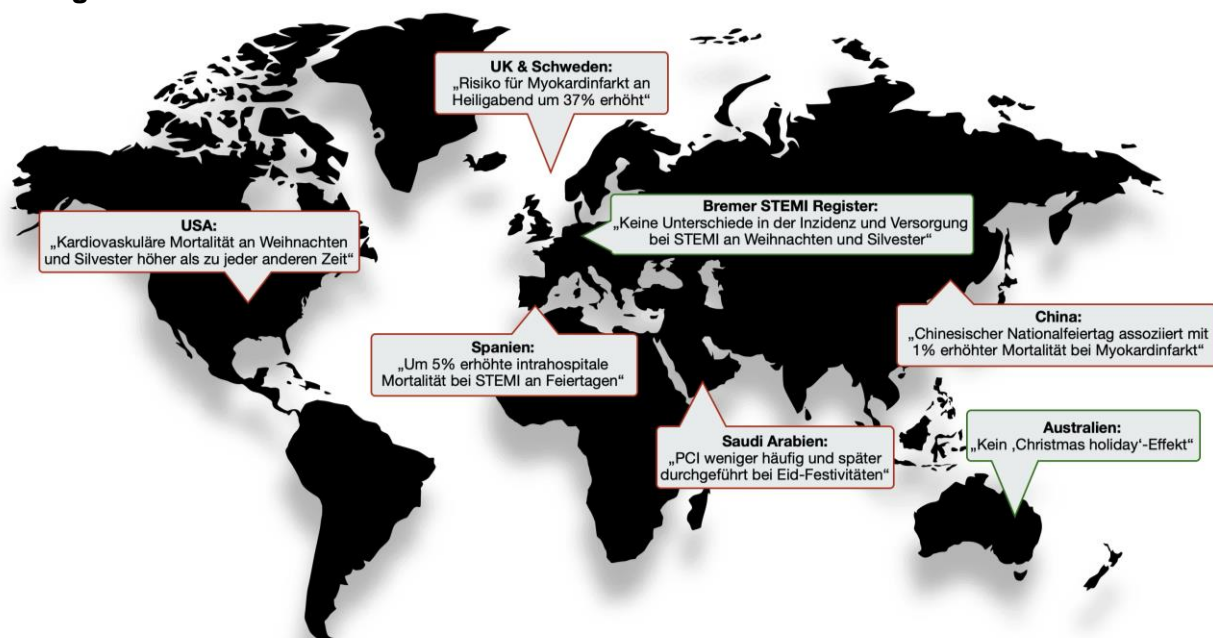 UK & Schweden:
„Risiko für Myokardinfarkt an
Heiligabend um 37% erhöht“
Bremer STEMI Register:
„Keine Unterschiede in der Inzidenz und Versorgung
bei STEMI an Weihnachten und Silvester“
USA:
„Kardiovaskuläre Mortalität an Weihnachten
und Silvester höher als zu jeder anderen Zeit“
China:
„Chinesischer Nationalfeiertag assoziiert mit
1% erhöhter Mortalität bei Myokardinfarkt“
Spanien:
„Um 5% erhöhte intrahospitale
Mortalität bei STEMI an Feiertagen“
Saudi Arabien:
„PCI weniger häufig und später
durchgeführt bei Eid-Festivitäten“
Australien:
„Kein ‚Christmas holiday‘-Effekt“